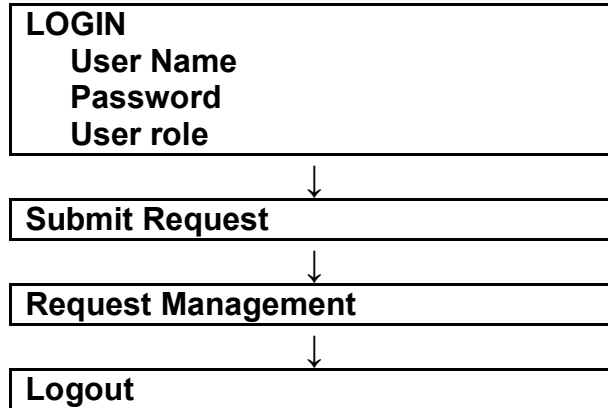 LOGIN
User Name
Password
User role
↓
Submit Request
↓
Request Management
↓
Logout